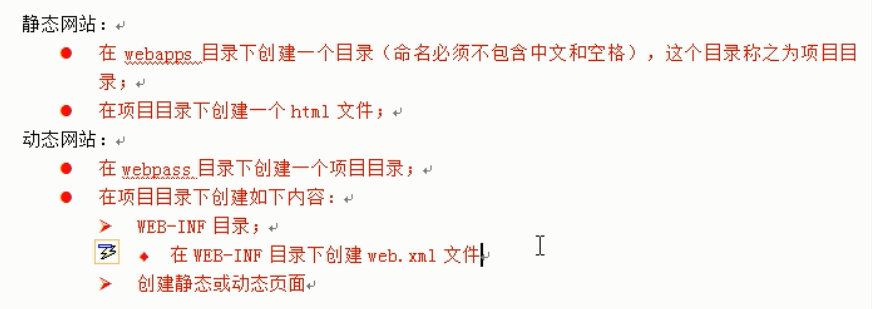 静态网站：
在 webapps 目录下创建一个目录（命名必须不包含中文和空格），这个目录称之为项目目
录；
在项目目录下创建一个 html 文件；
动态网站：
在 webpass 目录下创建一个项目目录；
在项目目录下创建如下内容：
WEB-INF 目录；
在 WEB-INF 目录下创建 web.xml 文件
创建静态或动态页面